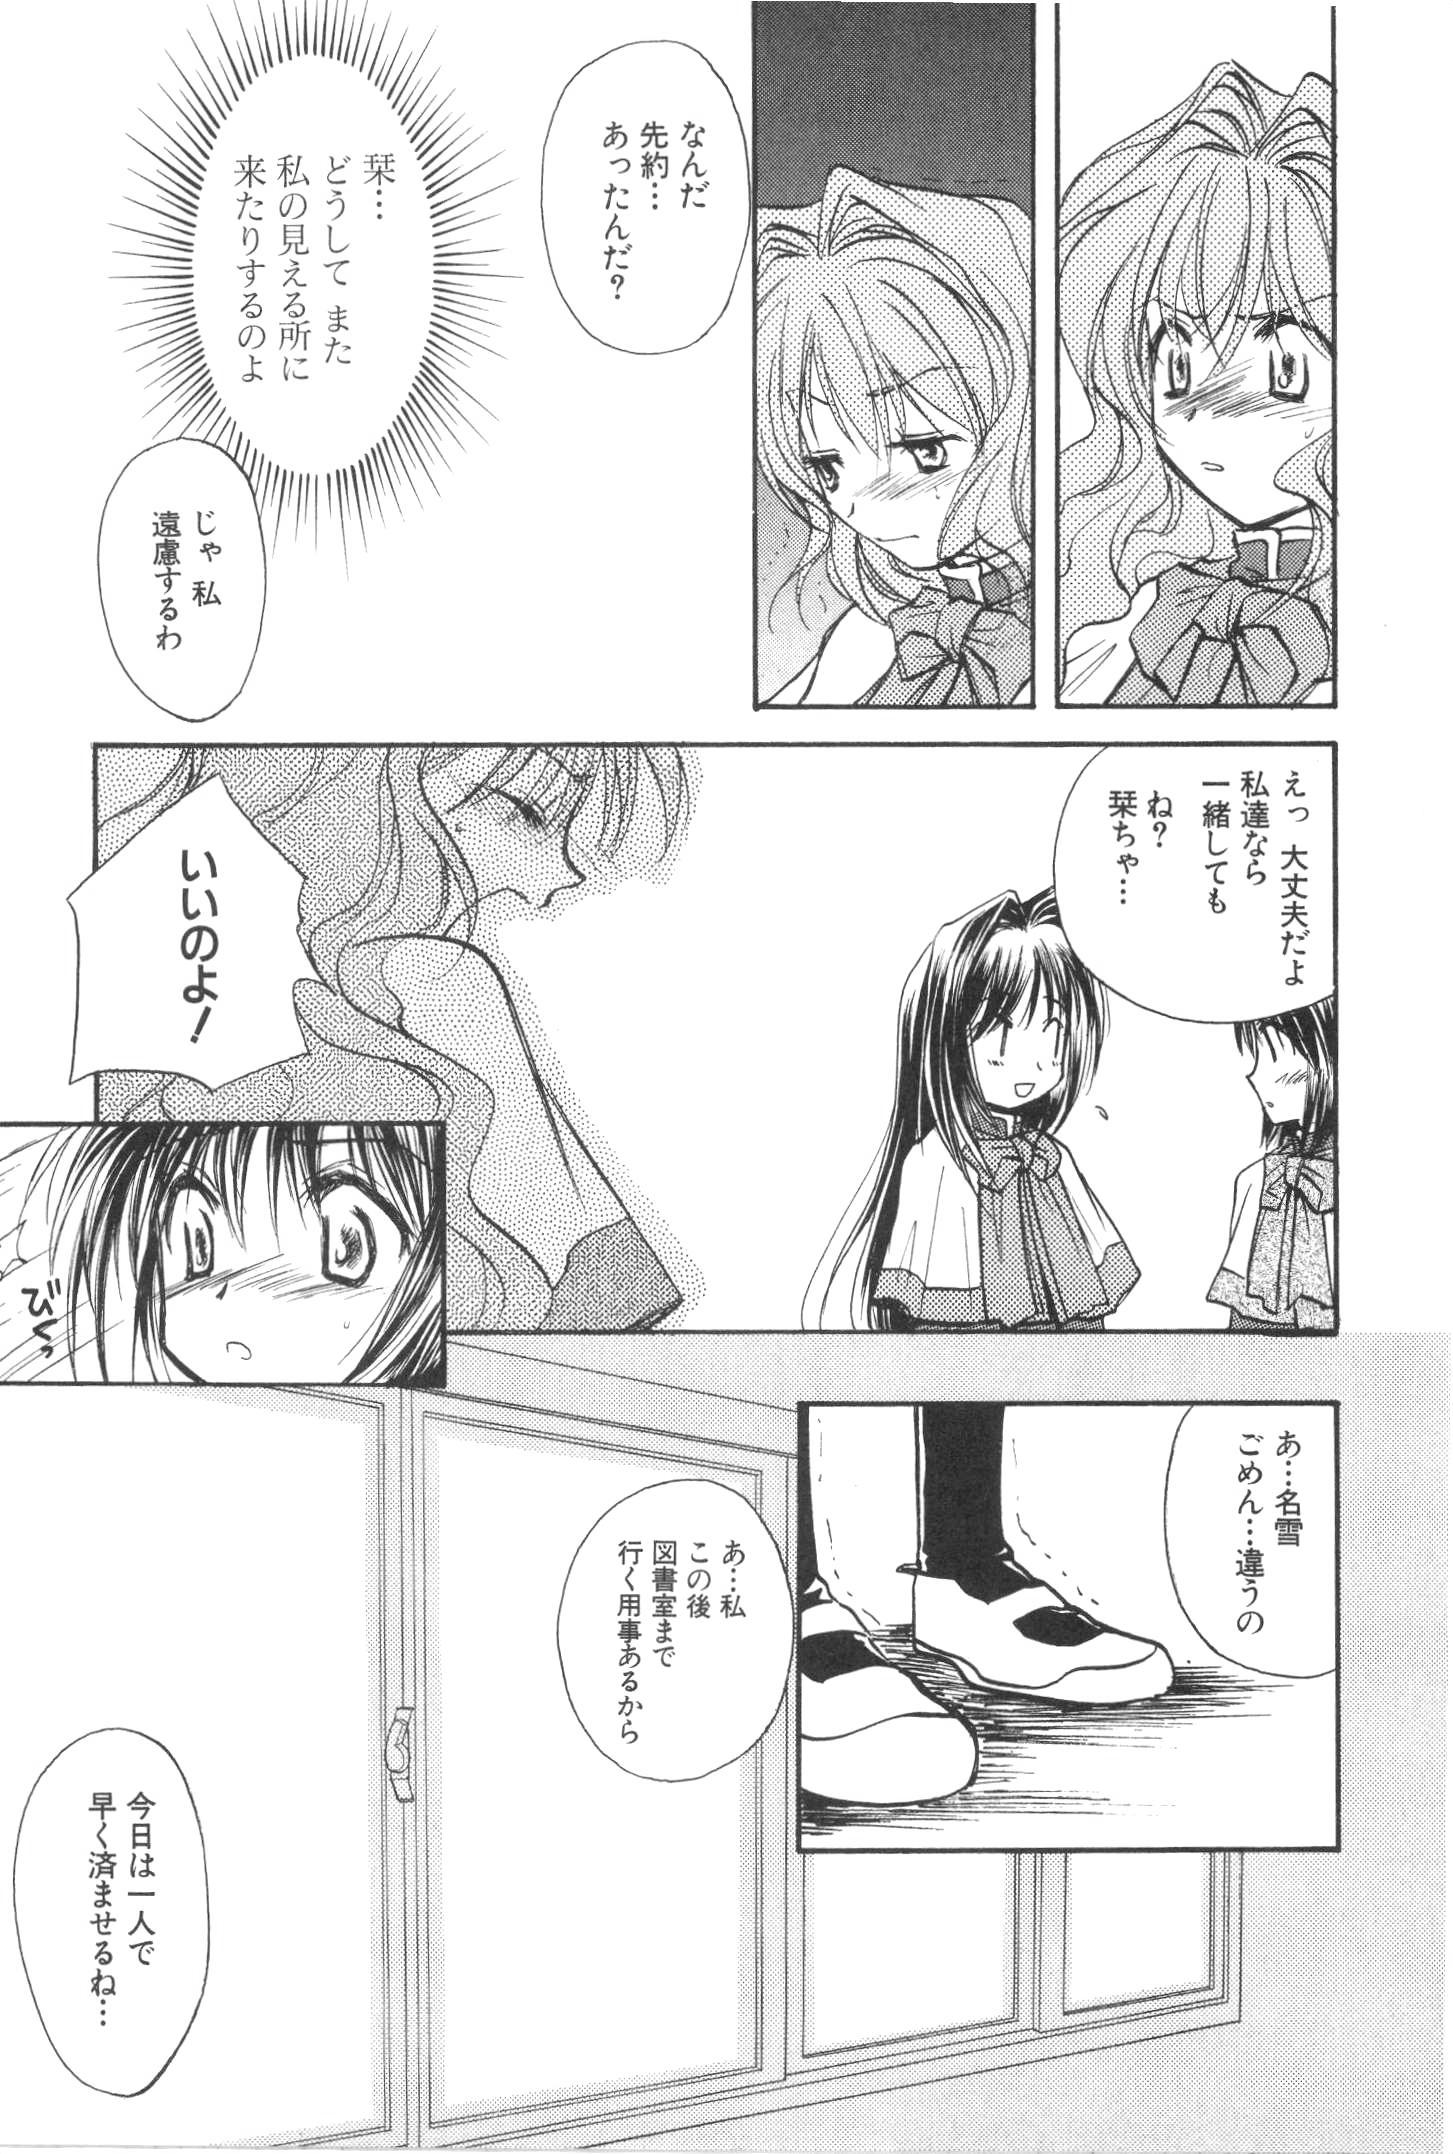 なんだ
先約…
あったんだ?
栞…
どうして また
私の見える所に
来たりするのよ
じゃ 私
遠慮するわ
えっ 大丈夫だよ
私達なら
一緒しても
ね?
栞ちゃ…
いいのよ!
びくっ
あ…名雪
ごめん…違うの
あ…私
この後
図書室まで
行く用事あるから
今日は一人で
早く済ませるね…